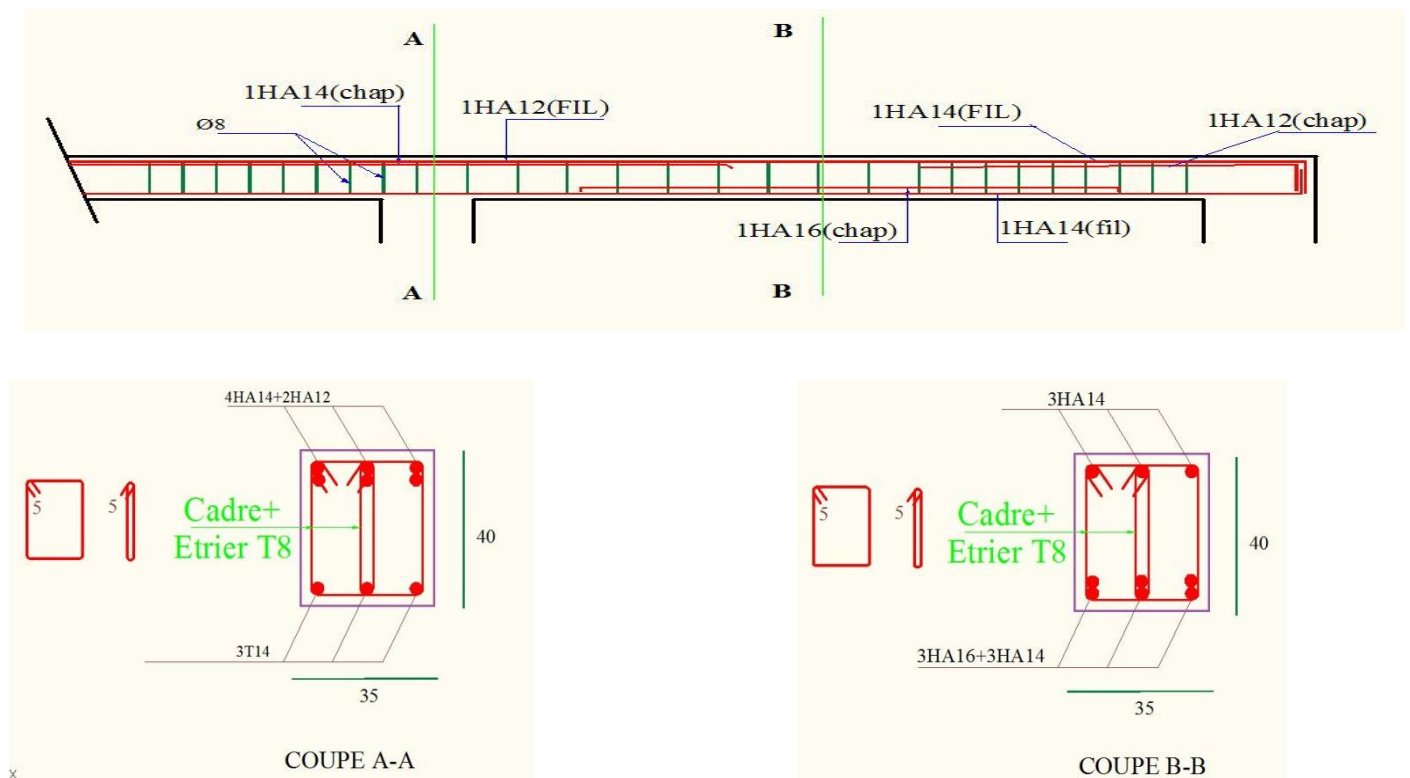 A
B
1HA14(chap)
1HA12(FIL)
1HA14(FIL)
1HA12(chap)
Ø8
1HA16(chap)
1HA14(fil)
A
B
4HA14+2HA12
5
5
Cadre+
Etrier T8
40
3T14
35
COUPE A-A
X
3HA14
5
5
Cadre+
Etrier T8
40
3HA16+3HA14
35
COUPE B-B